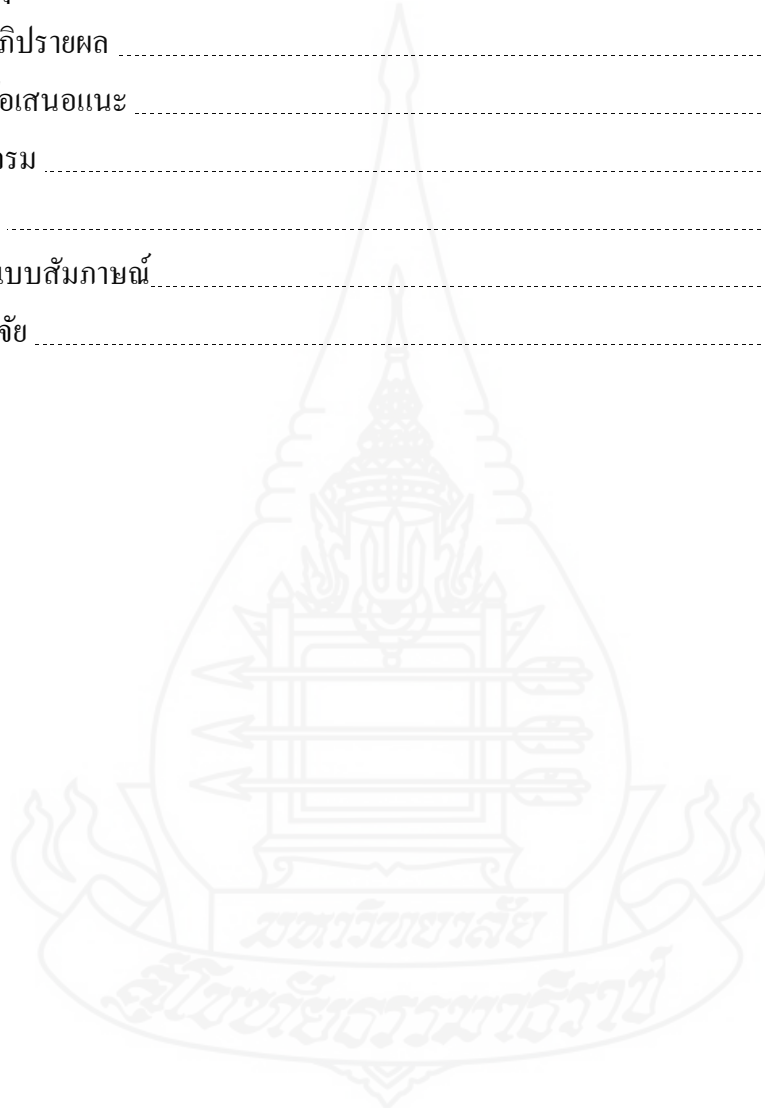 ภิปรายผล
อเสนอแนะ
กรม
แบบสัมภาษณ์
จัย
มหาวิทยาลัย
สุโขทัยธรรมาธิราช